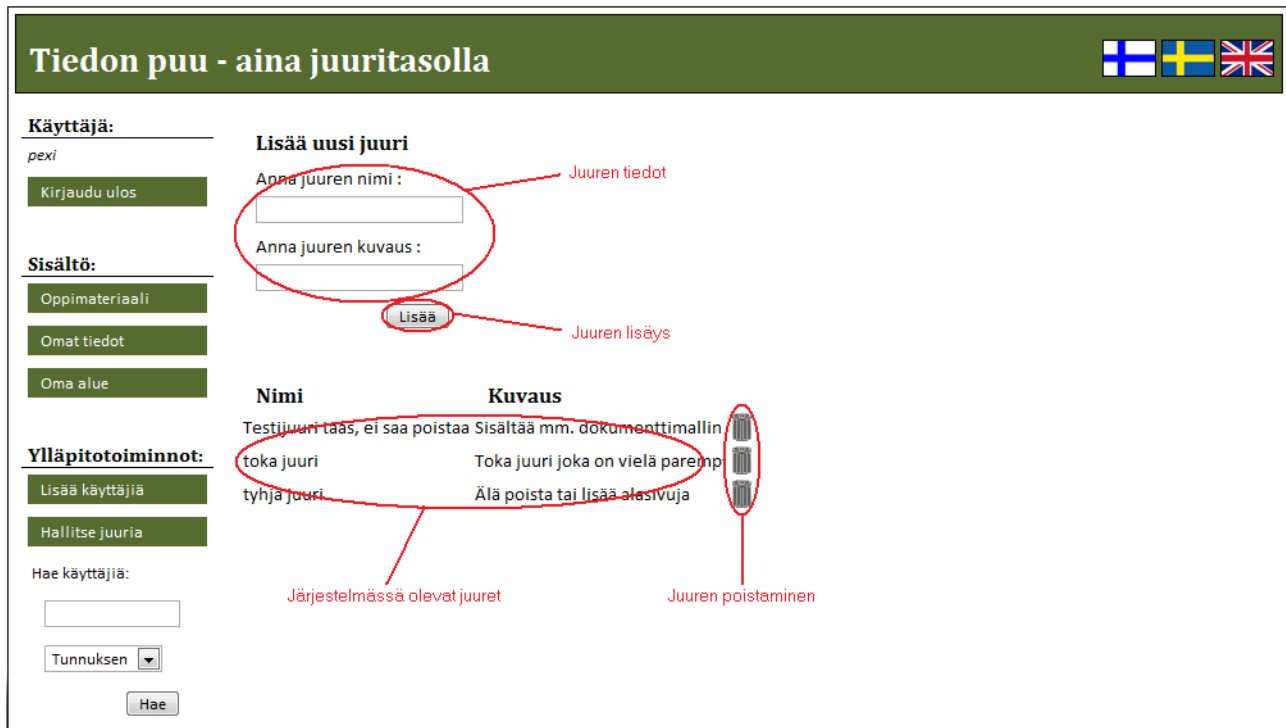 Tiedon puu - aina juuritasolla
Käyttäjä:
pexi
Kirjaudu ulos
Sisältö:
Oppimateriaali
Omat tiedot
Oma alue
Ylläpitotoiminnot:
Lisää käyttäjiä
Hallitse juuria
Hae käyttäjiä:
Tunnuksen
Hae
Lisää uusi juuri
Anna juuren nimi :
Juuren tiedot
Anna juuren kuvaus :
Lisää
Juuren lisäys
Nimi Kuvaus
Testijuuri taas, ei saa poistaa Sisältää mm. dokumenttimallin
toka juuri Toka juuri joka on vielä paremp
tyhjä juuri Älä poista tai lisää alasivuja
Järjestelmässä olevat juuret
Juuren poistaminen